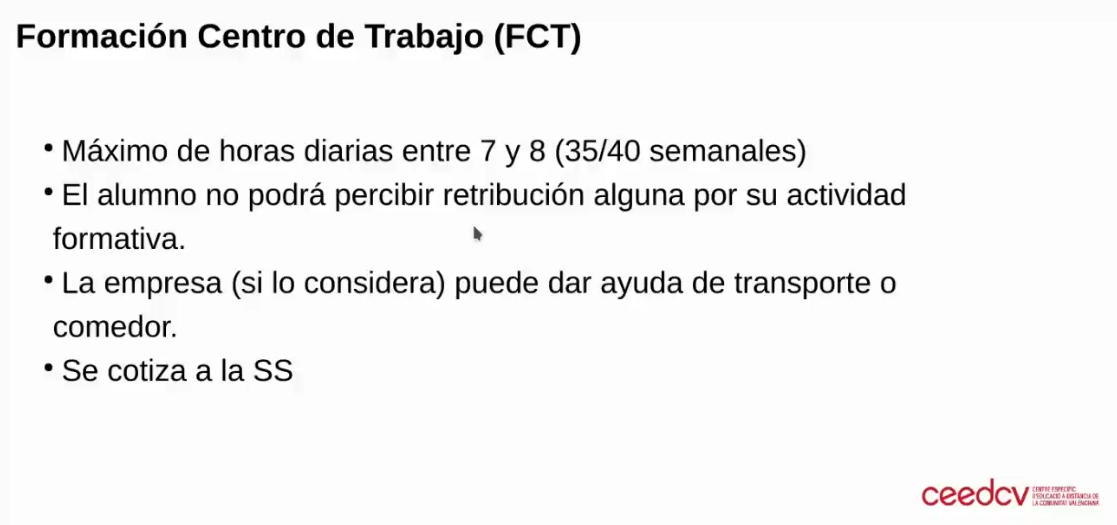 Formación Centro de Trabajo (FCT)
• Máximo de horas diarias entre 7 y 8 (35/40 semanales)
• El alumno no podrá percibir retribución alguna por su actividad
formativa.
• La empresa (si lo considera) puede dar ayuda de transporte o
comedor.
• Se cotiza a la SS
ceedcv
CENTRE ESPECÍFIC
D'EDUCACIÓ A DISTÀNCIA DE
LA COMUNITAT VALENCIANA